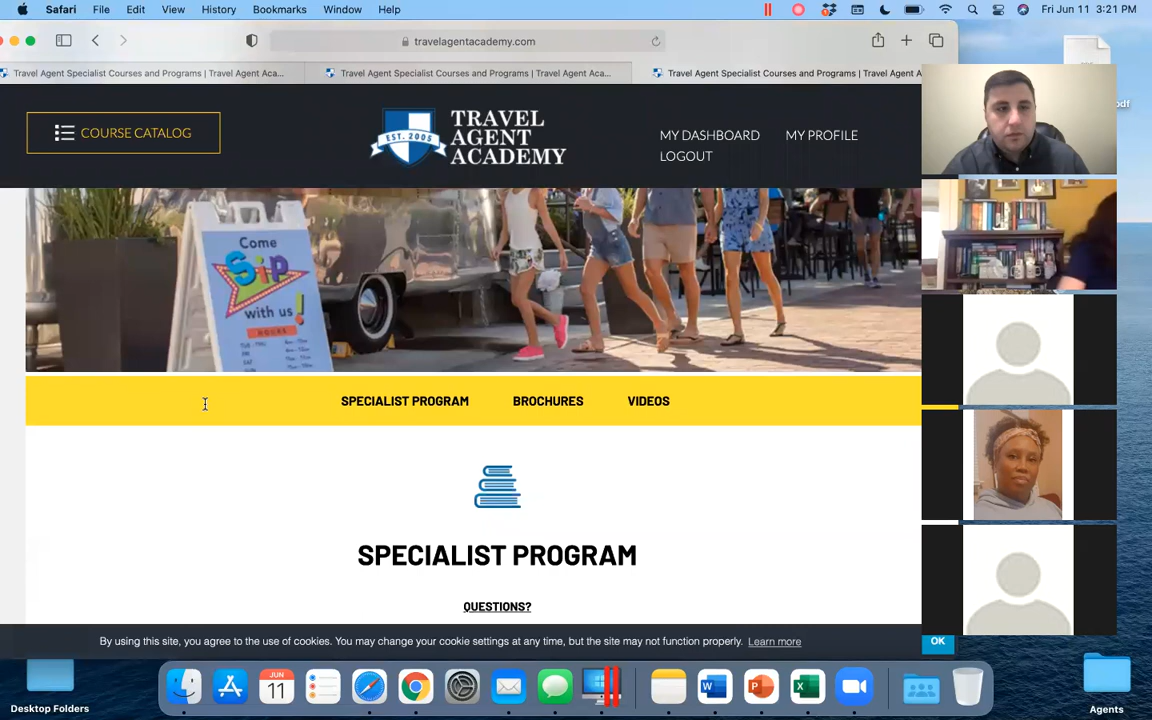 Safari File Edit View History Bookmarks Window Help Fri Jun 11 3:21 PM
travelagentacademy.com
Travel Agent Specialist Courses and Programs | Travel Agent Aca... Travel Agent Specialist Courses and Programs | Travel Agent Aca... Travel Agent Specialist Courses and Programs | Travel Agent A
pdf
COURSE CATALOG
EST. 2005
TRAVEL
AGENT
ACADEMY
MY DASHBOARD MY PROFILE
LOGOUT
Come
Sip
with us!
HOURS
SPECIALIST PROGRAM BROCHURES VIDEOS
SPECIALIST PROGRAM
QUESTIONS?
By using this site, you agree to the use of cookies. You may change your cookie settings at any time, but the site may not function properly. Learn more OK
JUN
11
W P X
Desktop Folders Agents